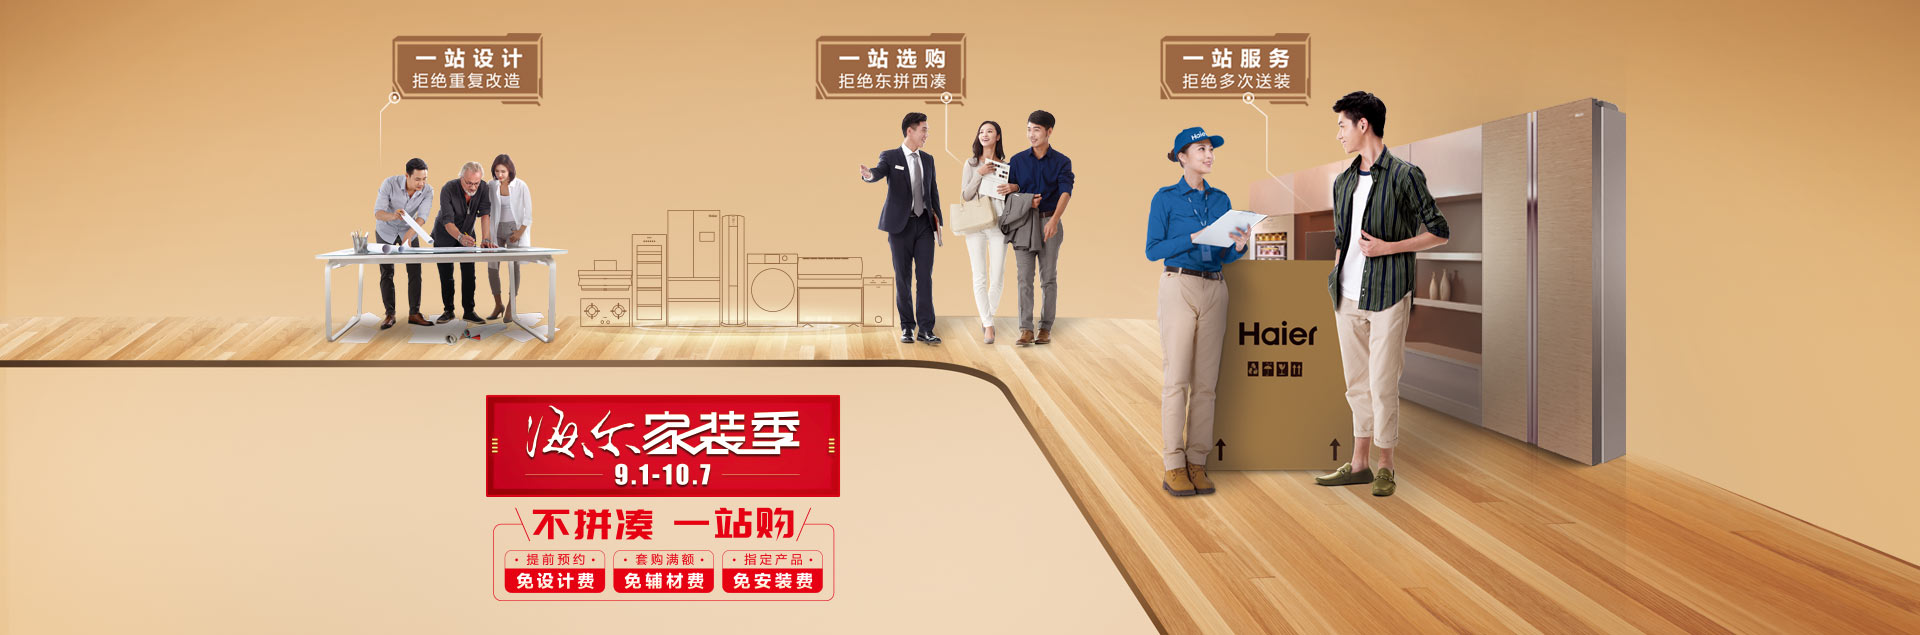 一站设计
拒绝重复改造
一站选购
拒绝东拼西凑
一站服务
拒绝多次送装
Haier
Haier
海尔家装季
9.1-10.7
不拼凑 一站购
·提前预约·
免设计费
·套购满额·
免辅材费
·指定产品·
免安装费